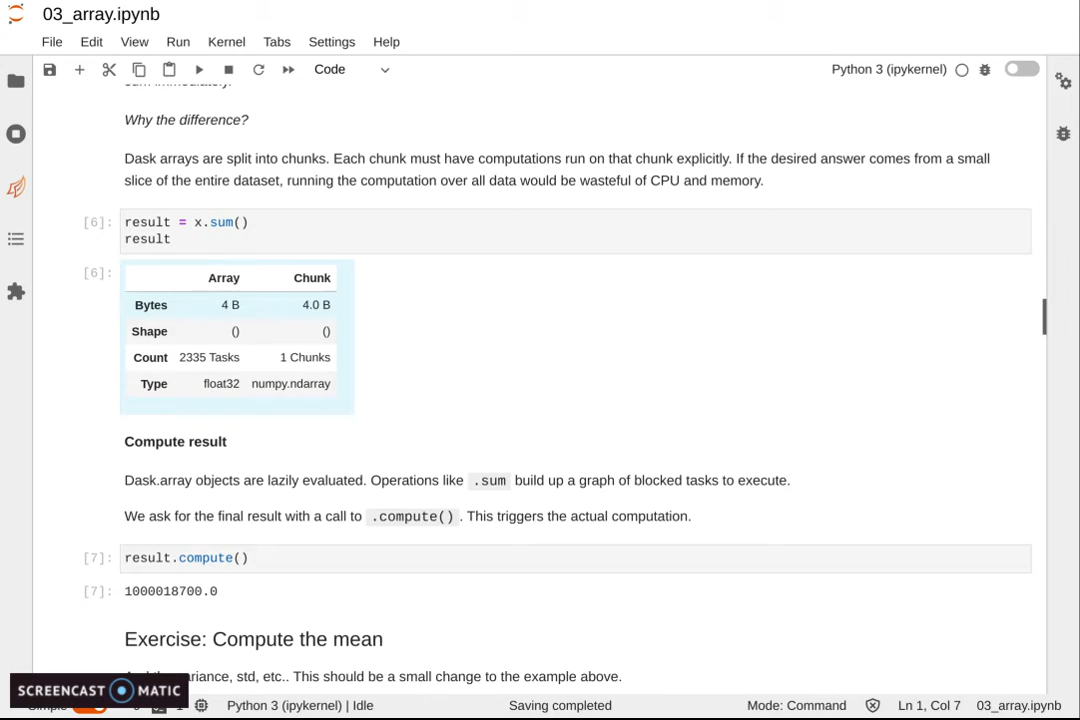 03_array.ipynb
File Edit View Run Kernel Tabs Settings Help
Code
Python 3 (ipykernel)
Why the difference?
Dask arrays are split into chunks. Each chunk must have computations run on that chunk explicitly. If the desired answer comes from a small
slice of the entire dataset, running the computation over all data would be wasteful of CPU and memory.
[6]: result = x.sum()
result
[6]: Array Chunk
Bytes 4 B 4.0 B
Shape () ()
Count 2335 Tasks 1 Chunks
Type float32 numpy.ndarray
Compute result
Dask.array objects are lazily evaluated. Operations like .sum build up a graph of blocked tasks to execute.
We ask for the final result with a call to .compute(). This triggers the actual computation.
[7]: result.compute()
[7]: 1000018700.0
Exercise: Compute the mean
std, etc.. This should be a small change to the example above.
SCREENCAST MATIC
Python 3 (ipykernel) | Idle Saving completed Mode: Command Ln 1, Col 7 03_array.ipynb